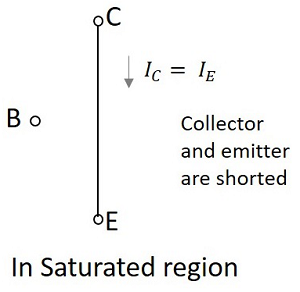 C
I_C = I_E
B
Collector
and emitter
are shorted
E
In Saturated region